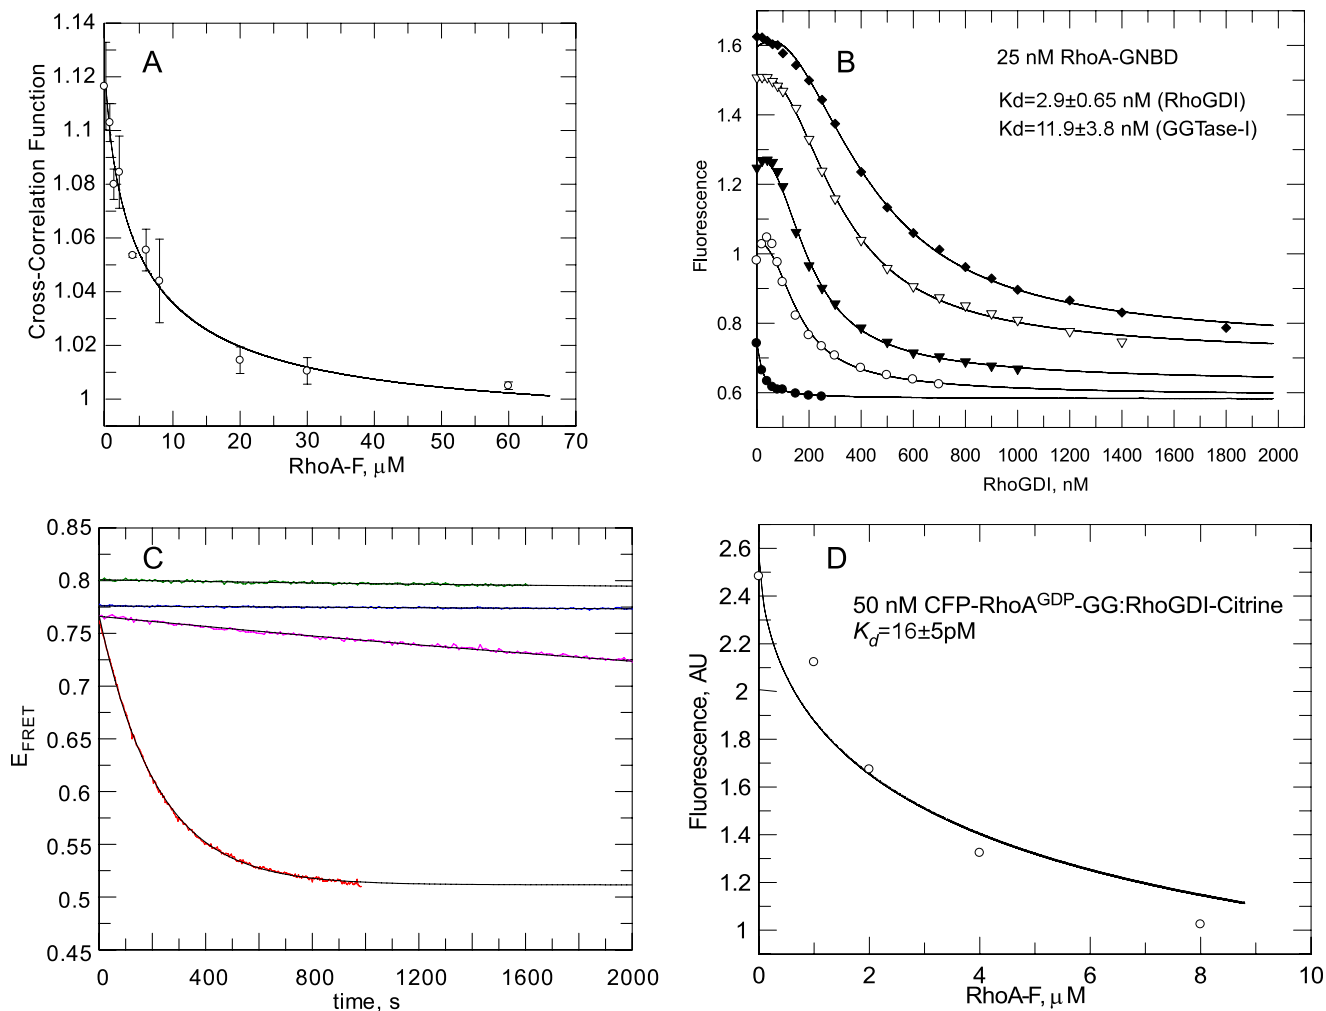 1.14
1.12
1.1
1.08
1.06
1.04
1.02
1
Cross-Correlation Function
A
0 10 20 30 40 50 60 70
RhoA-F, μM
1.6
1.4
1.2
1
0.8
0.6
Fluorescence
B
25 nM RhoA-GNBD
Kd=2.9±0.65 nM (RhoGDI)
Kd=11.9±3.8 nM (GGTase-I)
0 200 400 600 800 1000 1200 1400 1600 1800 2000
RhoGDI, nM
0.85
0.8
0.75
0.7
0.65
0.6
0.55
0.5
0.45
E_FRET
C
0 400 800 1200 1600 2000
time, s
2.6
2.4
2.2
2
1.8
1.6
1.4
1.2
1
Fluorescence, AU
D
50 nM CFP-RhoA^GDP-GG:RhoGDI-Citrine
K_d=16±5pM
0 2 4 6 8 10
RhoA-F, μM